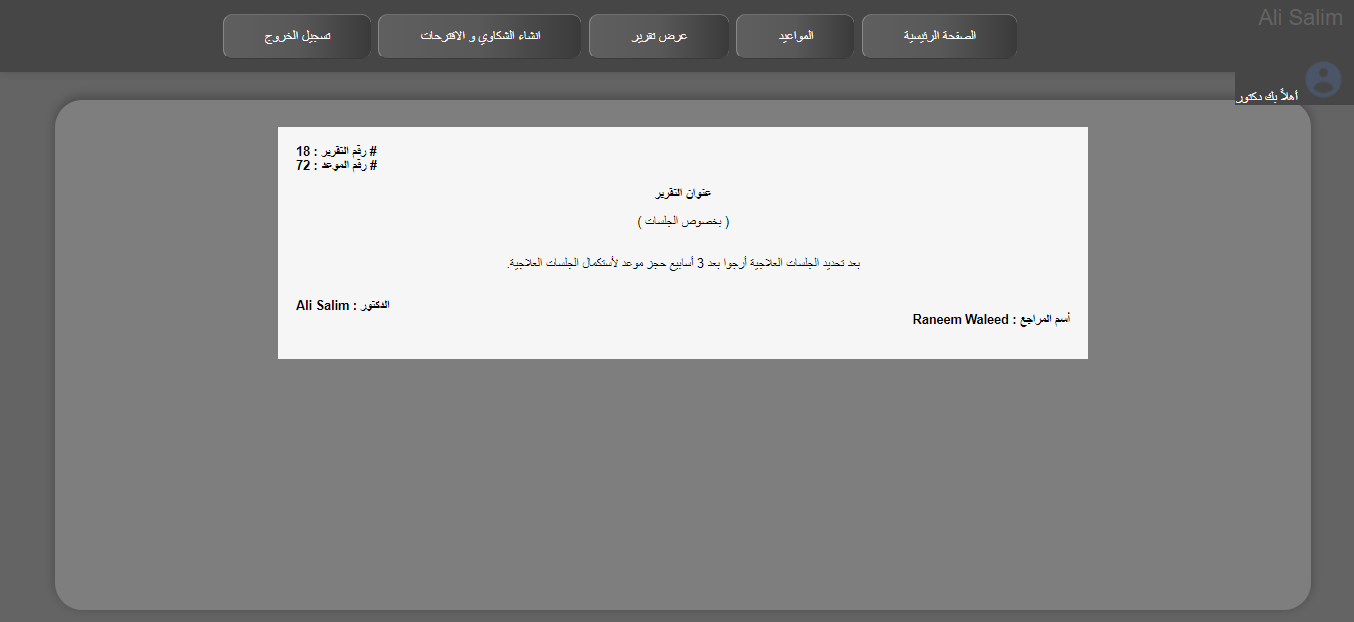 Ali Salim
الصفحة الرئيسية
المواعيد
عرض تقرير
انشاء الشكاوي و الاقترحات
تسجيل الخروج
أهلاً بك دكتور
# رقم التقرير : 18
# رقم الموعد : 72
عنوان التقرير
( بخصوص الجلسات )
بعد تحديد الجلسات العلاجية أرجوا بعد 3 أسابيع حجز موعد لأستكمال الجلسات العلاجية.
الدكتور : Ali Salim
أسم المراجع : Raneem Waleed